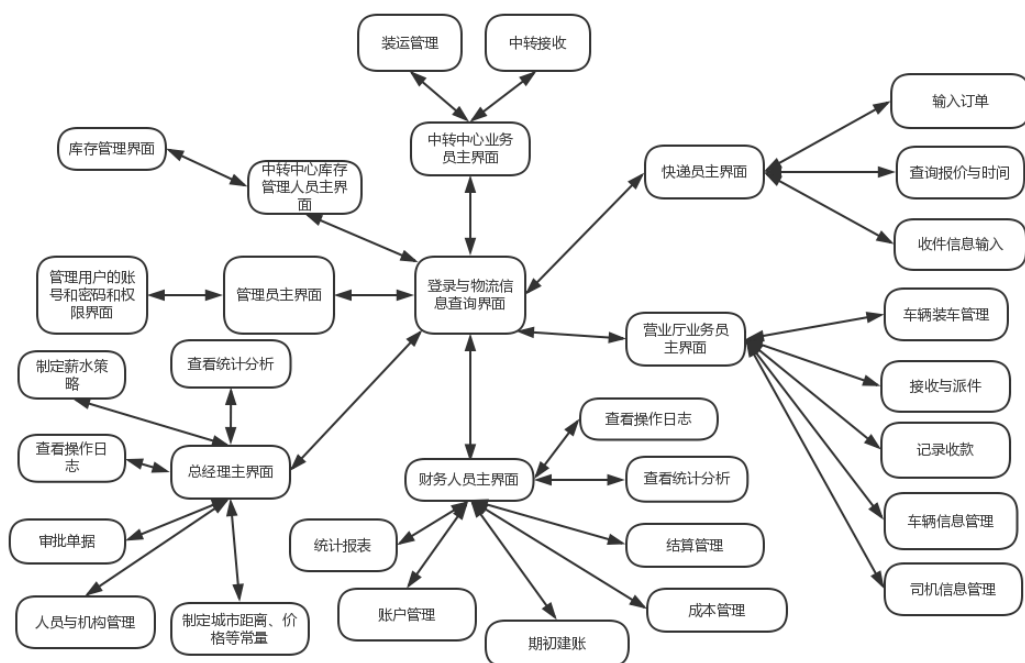 装运管理
中转接收
输入订单
库存管理界面
中转中心业务
员主界面
中转中心库存
管理人员主界
面
快递员主界面
查询报价与时间
收件信息输入
管理用户的账
号和密码和权
限界面
管理员主界面
登录与物流信
息查询界面
营业厅业务员
主界面
车辆装车管理
制定薪水策
略
查看统计分析
接收与派件
查看操作日志
记录收款
查看操作日
志
总经理主界面
财务人员主界面
查看统计分析
车辆信息管理
审批单据
统计报表
结算管理
司机信息管理
人员与机构管理
制定城市距离、价
格等常量
账户管理
期初建账
成本管理